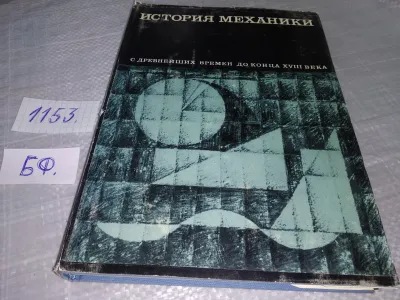 ИСТОРИЯ МЕХАНИКИ
С ДРЕВНЕЙШИХ ВРЕМЕН ДО КОНЦА XVIII ВЕКА
1153.
БФ.